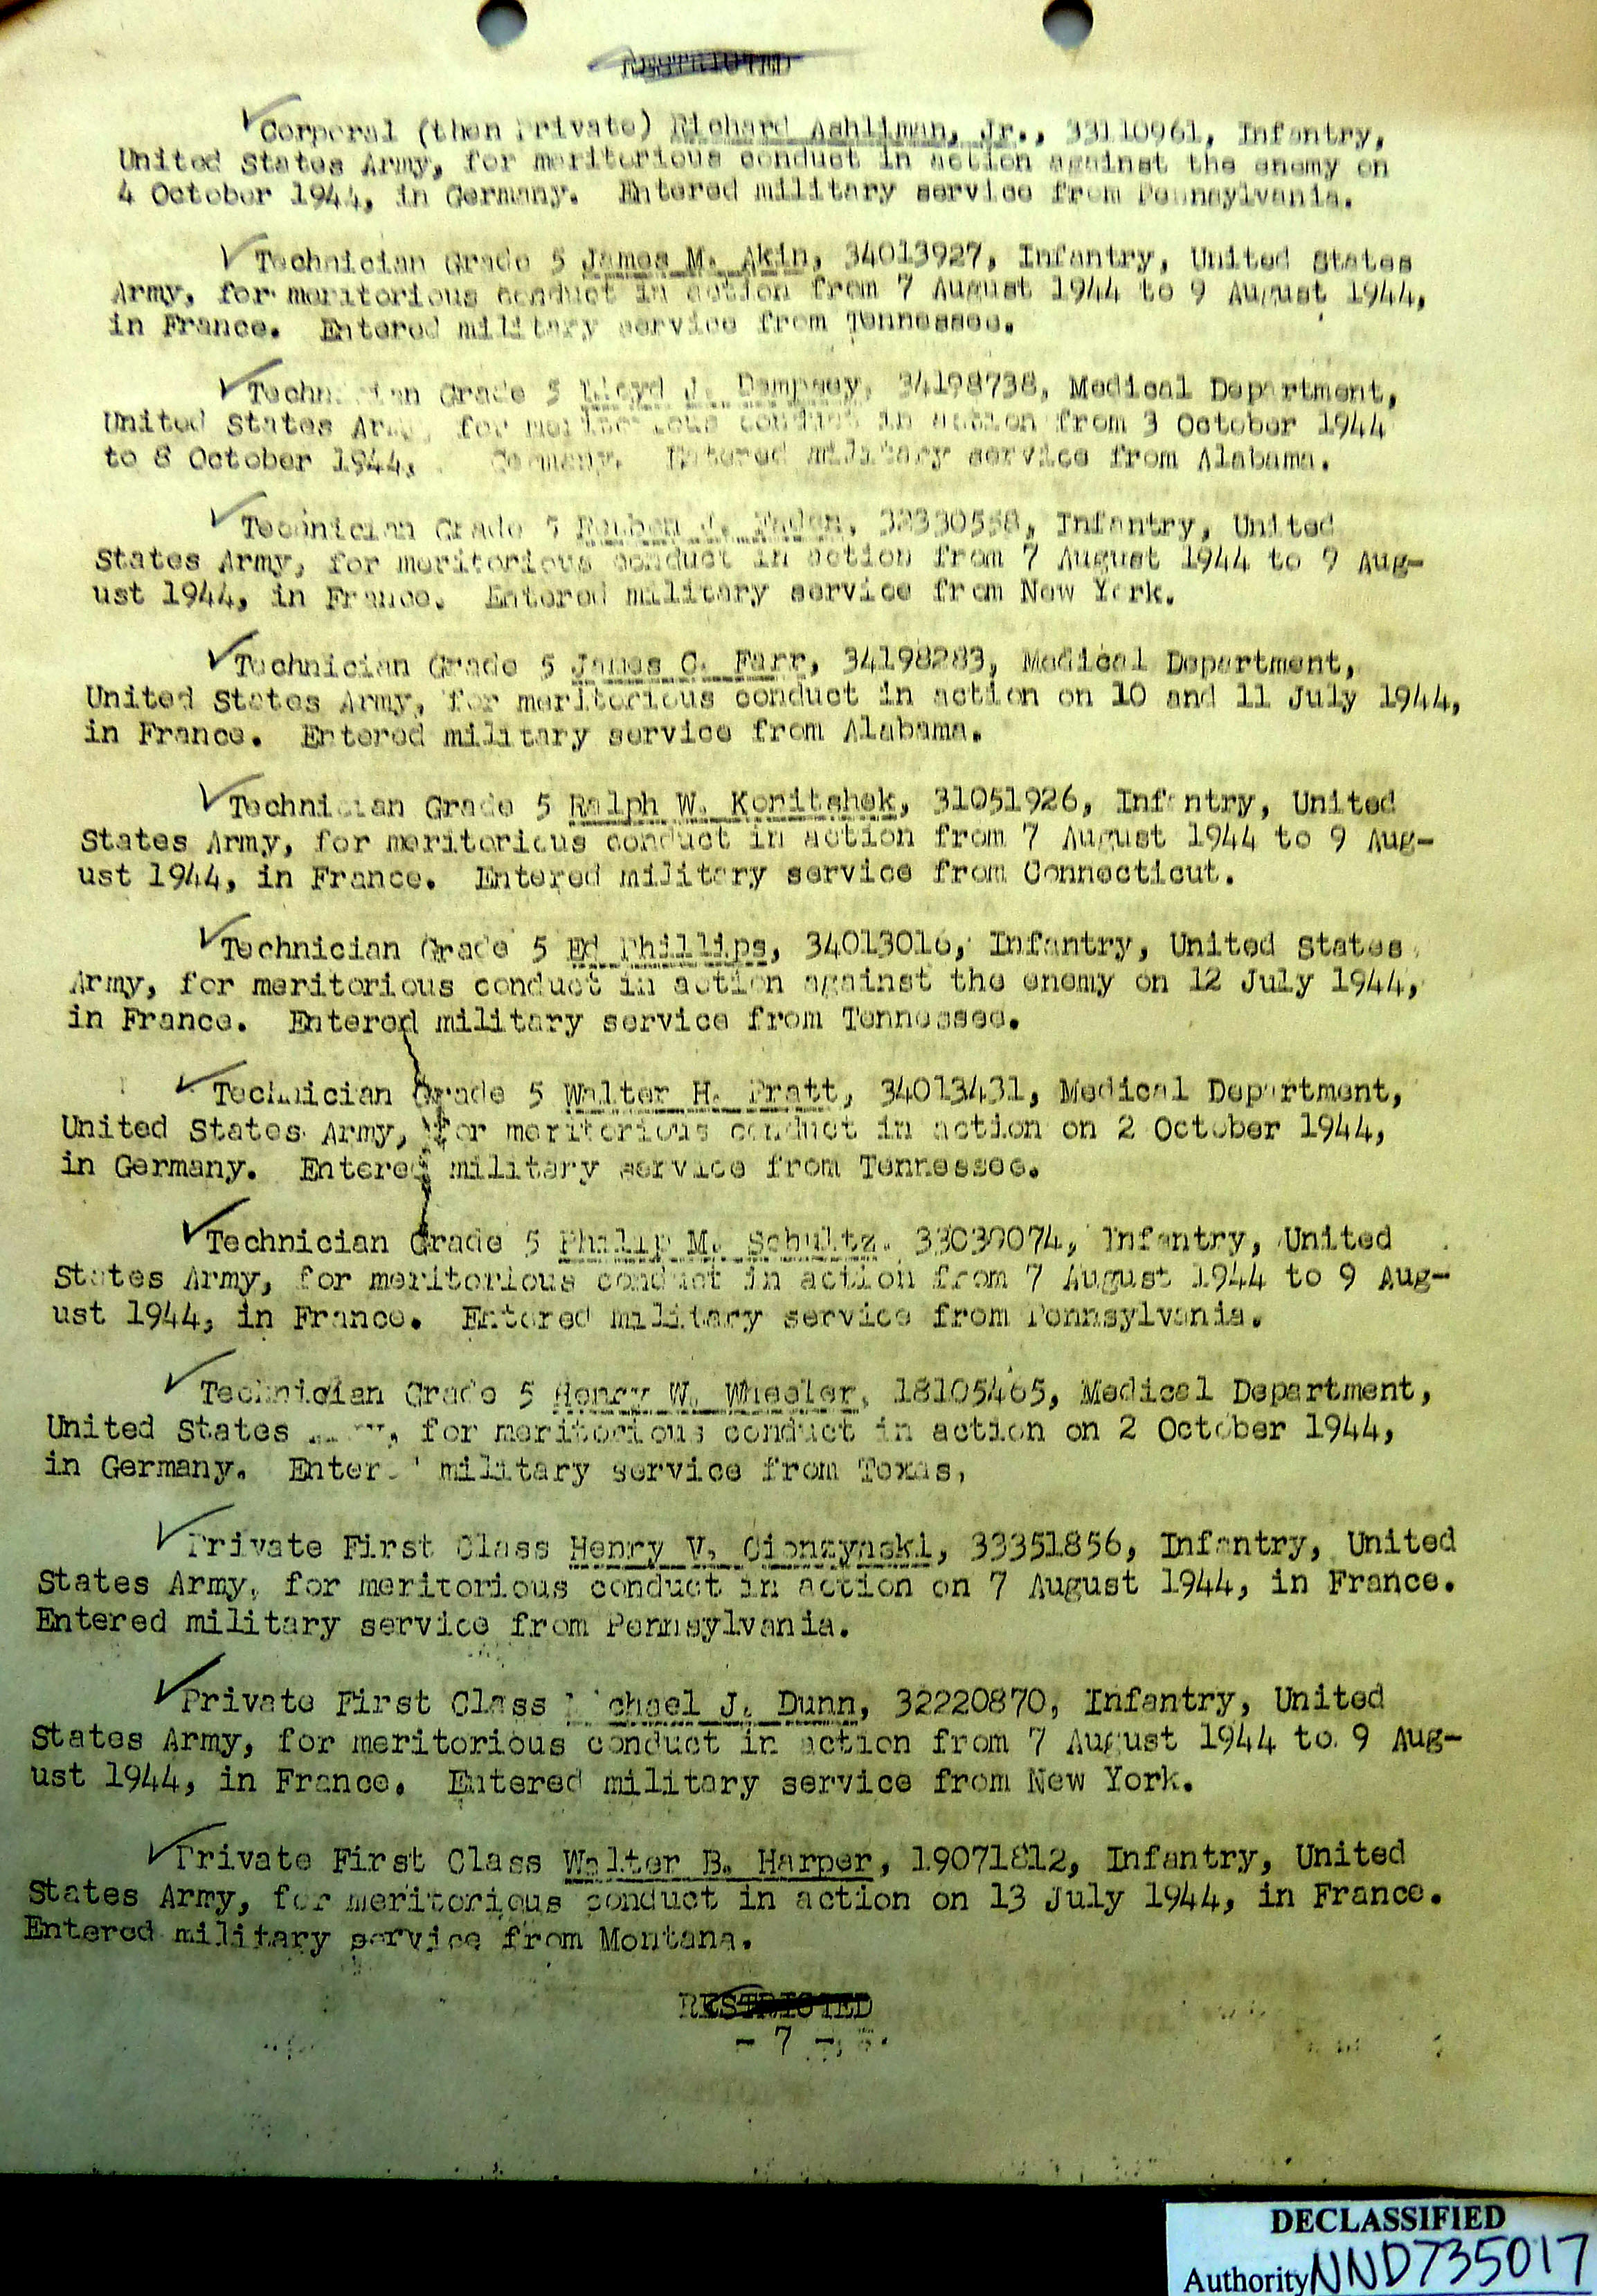 RESTRICTED
Corporal (then Private) Richard Ashliman, Jr., 33110961, Infantry,
United States Army, for meritorious conduct in action against the enemy on
4 October 1944, in Germany. Entered military service from Pennsylvania.
Technician Grade 5 James M. Akin, 34013927, Infantry, United States
Army, for meritorious conduct in action from 7 August 1944 to 9 August 1944,
in France. Entered military service from Tennessee.
Technician Grade 5 Lloyd J. Dempsey, 34198738, Medical Department,
United States Army, for meritorious conduct in action from 3 October 1944
to 8 October 1944, Germany. Entered military service from Alabama.
Technician Grade 5 Reuben J. 32330558, Infantry, United
States Army, for meritorious conduct in action from 7 August 1944 to 9 Aug-
ust 1944, in France. Entered military service from New York.
Technician Grade 5 James C. Farr, 34198283, Medical Department,
United States Army, for meritorious conduct in action on 10 and 11 July 1944,
in France. Entered military service from Alabama.
Technician Grade 5 Ralph W. Koritshek, 31051926, Infantry, United
States Army, for meritorious conduct in action from 7 August 1944 to 9 Aug-
ust 1944, in France. Entered military service from Connecticut.
Technician Grade 5 Ed Phillips, 34013016, Infantry, United States
Army, for meritorious conduct in action against the enemy on 12 July 1944,
in France. Entered military service from Tennessee.
Technician Grade 5 Walter H. Pratt, 34013431, Medical Department,
United States Army, for meritorious conduct in action on 2 October 1944,
in Germany. Entered military service from Tennessee.
Technician Grade 5 Philip M. Schultz, 33030074, Infantry, United
States Army, for meritorious conduct in action from 7 August 1944 to 9 Aug-
ust 1944, in France. Entered military service from Pennsylvania.
Technician Grade 5 Henry W. Wheeler, 18105465, Medical Department,
United States Army, for meritorious conduct in action on 2 October 1944,
in Germany. Entered military service from Texas.
Private First Class Henry V. Cionzynski, 33351856, Infantry, United
States Army, for meritorious conduct in action on 7 August 1944, in France.
Entered military service from Pennsylvania.
Private First Class Michael J. Dunn, 32220870, Infantry, United
States Army, for meritorious conduct in action from 7 August 1944 to 9 Aug-
ust 1944, in France. Entered military service from New York.
Private First Class Walter B. Harper, 19071812, Infantry, United
States Army, for meritorious conduct in action on 13 July 1944, in France.
Entered military service from Montana.
RESTRICTED
- 7 -
DECLASSIFIED
Authority NND735017